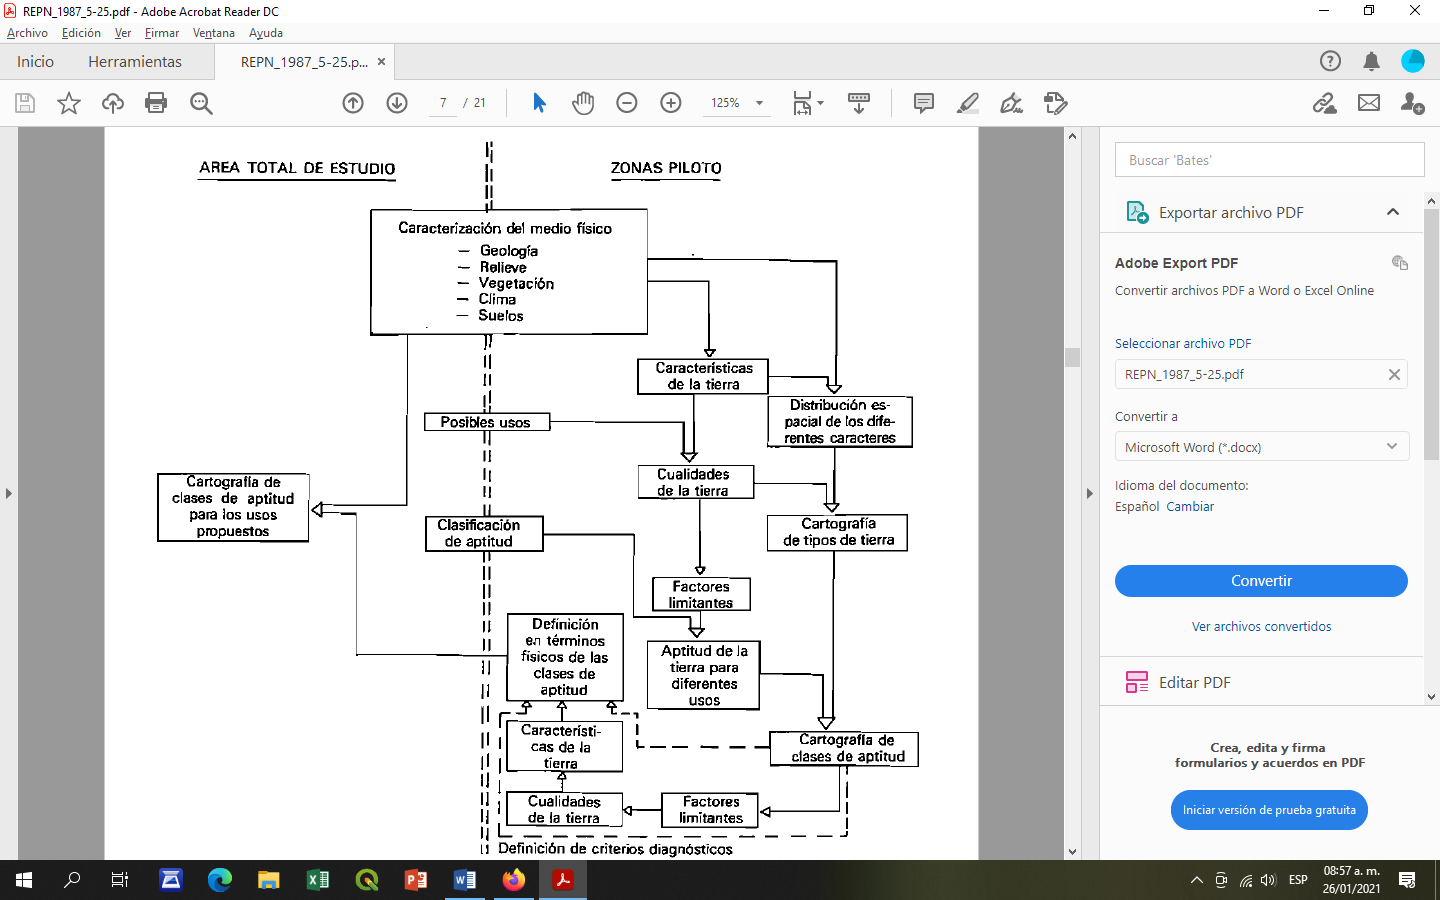 REPN_1987_5-25.pdf - Adobe Acrobat Reader DC
Archivo Edición Ver Firmar Ventana Ayuda
Inicio Herramientas REPN_1987_5-25.p... ×
7 / 21 125%
AREA TOTAL DE ESTUDIO
ZONAS PILOTO
Caracterización del medio físico
— Geología
— Relieve
— Vegetación
— Clima
— Suelos
Características
de la tierra
Distribución es-
pacial de los dife-
rentes caracteres
Posibles usos
Cualidades
de la tierra
Cartografía de
clases de aptitud
para los usos
propuestos
Clasificación
de aptitud
Cartografía
de tipos de tierra
Factores
limitantes
Definición
en términos
físicos de las
clases de
aptitud
Aptitud de la
tierra para
diferentes
usos
Característi-
cas de la
tierra
Cartografía de
clases de aptitud
Cualidades
de la tierra
Factores
limitantes
Definición de criterios diagnósticos
Buscar 'Bates'
Exportar archivo PDF
Adobe Export PDF
Convertir archivos PDF a Word o Excel Online
Seleccionar archivo PDF
REPN_1987_5-25.pdf
Convertir a
Microsoft Word (*.docx)
Idioma del documento:
Español Cambiar
Convertir
Ver archivos convertidos
Editar PDF
Crea, edita y firma
formularios y acuerdos en PDF
Iniciar versión de prueba gratuita
ESP
08:57 a. m.
26/01/2021